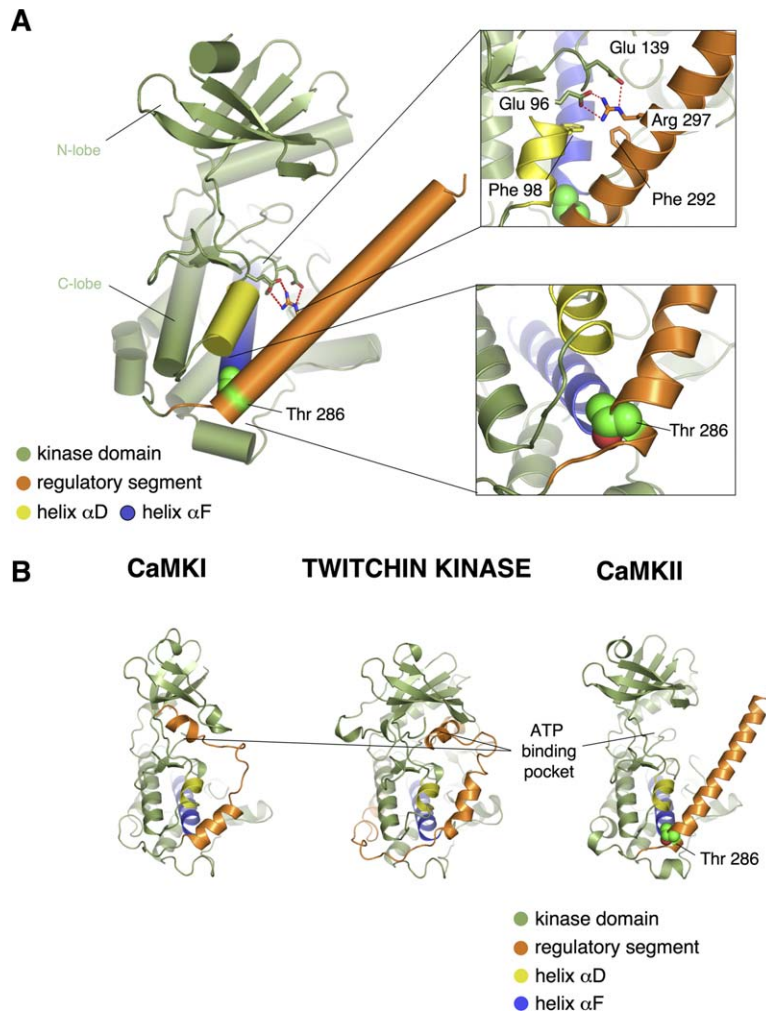 A
N-lobe
C-lobe
Thr 286
Glu 139
Glu 96
Arg 297
Phe 98
Phe 292
Thr 286
kinase domain
regulatory segment
helix αD
helix αF
B
CaMKI
TWITCHIN KINASE
CaMKII
ATP
binding
pocket
Thr 286
kinase domain
regulatory segment
helix αD
helix αF